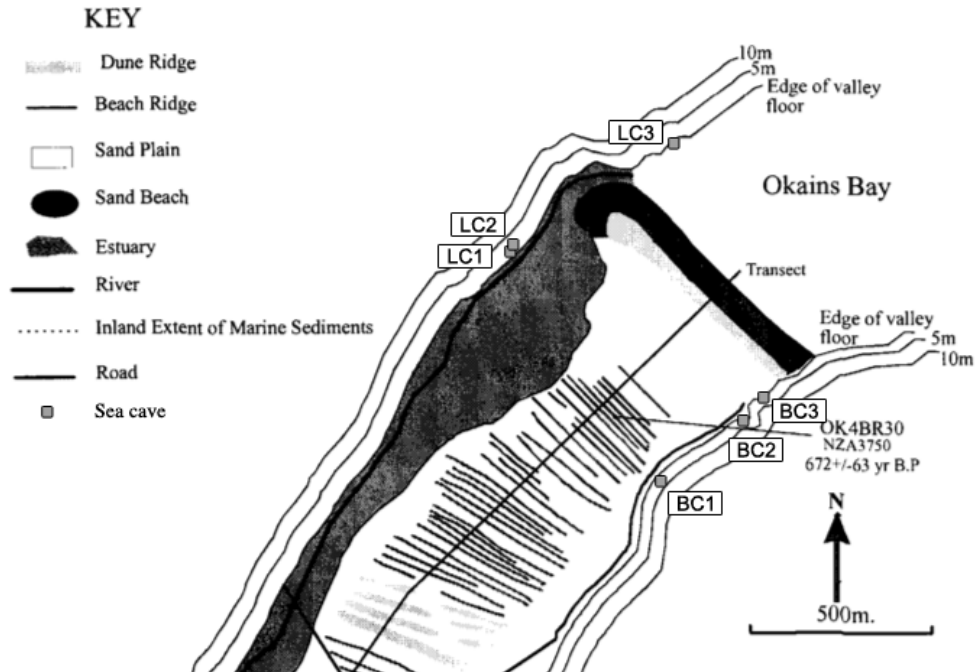 KEY
Dune Ridge
Beach Ridge
Sand Plain
Sand Beach
Estuary
River
Inland Extent of Marine Sediments
Road
Sea cave
10m
5m
Edge of valley
floor
LC3
Okains Bay
LC2
LC1
Transect
Edge of valley
floor
5m
10m
BC3
OK4BR30
NZA3750
672+/-63 yr B.P
BC2
BC1
N
500m.